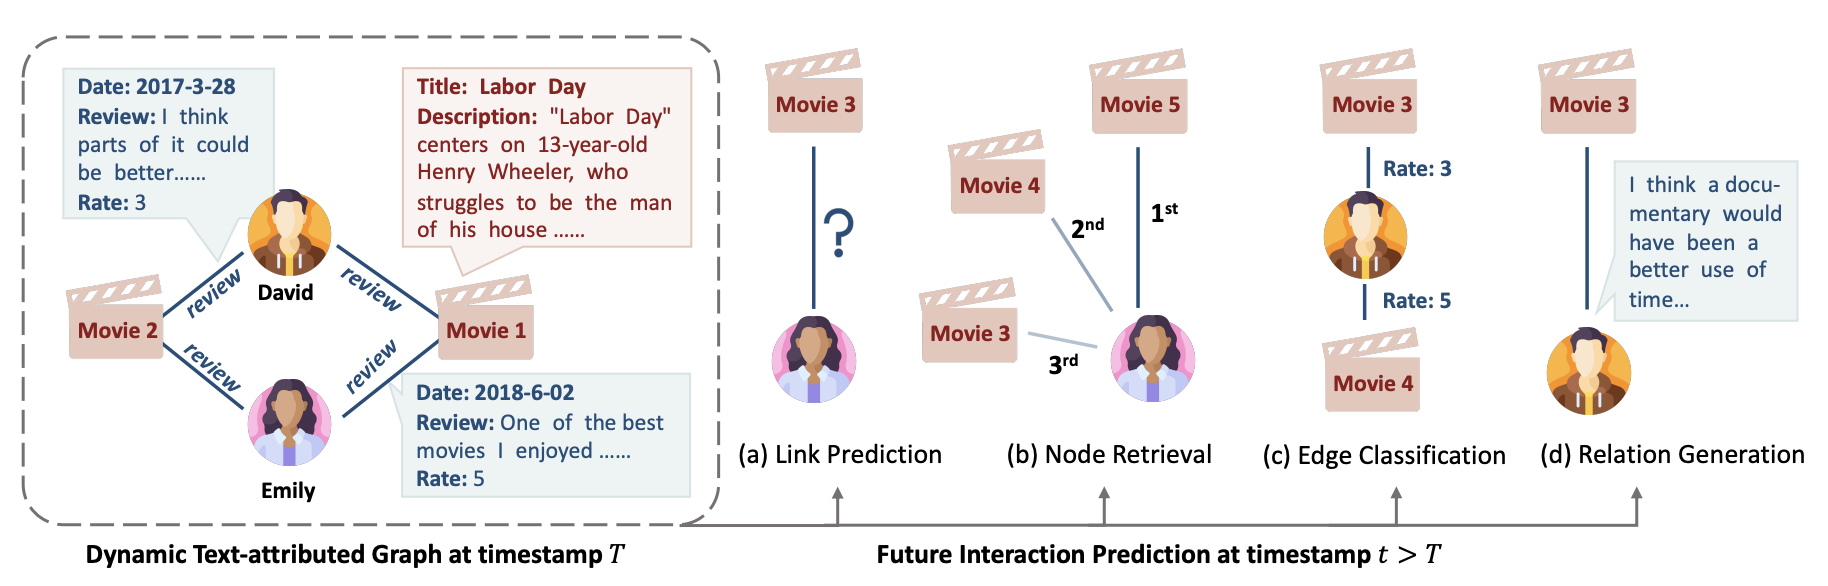 Date: 2017-3-28
Review: I think
parts of it could
be better......
Rate: 3
Title: Labor Day
Description: "Labor Day"
centers on 13-year-old
Henry Wheeler, who
struggles to be the man
of his house ......
David
review
review
Movie 2
Movie 1
review
review
Emily
Date: 2018-6-02
Review: One of the best
movies I enjoyed ......
Rate: 5
Dynamic Text-attributed Graph at timestamp T
Movie 3
?
(a) Link Prediction
Movie 5
Movie 4
Movie 3
1st
2nd
3rd
(b) Node Retrieval
Movie 3
Rate: 3
Rate: 5
Movie 4
(c) Edge Classification
Movie 3
I think a docu-
mentary would
have been a
better use of
time...
(d) Relation Generation
Future Interaction Prediction at timestamp t > T